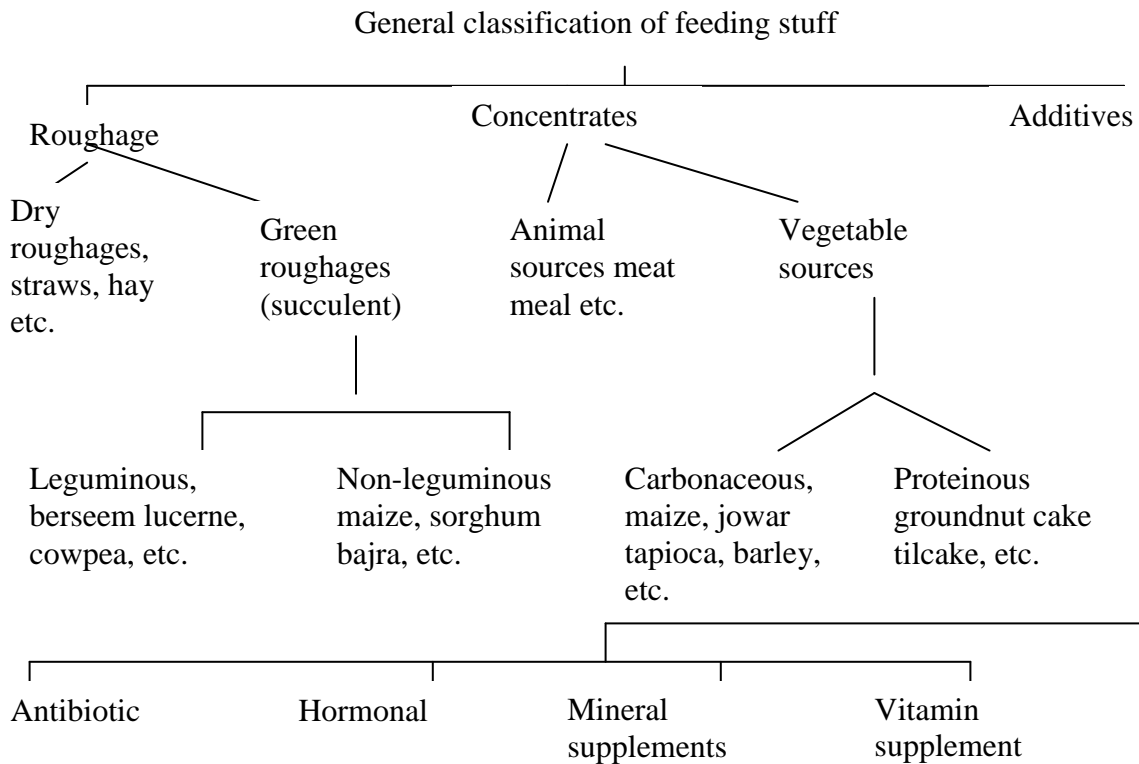 General classification of feeding stuff
Roughage
Concentrates
Additives
Dry
roughages,
straws, hay
etc.
Green
roughages
(succulent)
Animal
sources meat
meal etc.
Vegetable
sources
Leguminous,
berseem lucerne,
cowpea, etc.
Non-leguminous
maize, sorghum
bajra, etc.
Carbonaceous,
maize, jowar
tapioca, barley,
etc.
Proteinous
groundnut cake
tilcake, etc.
Antibiotic
Hormonal
Mineral
supplements
Vitamin
supplement